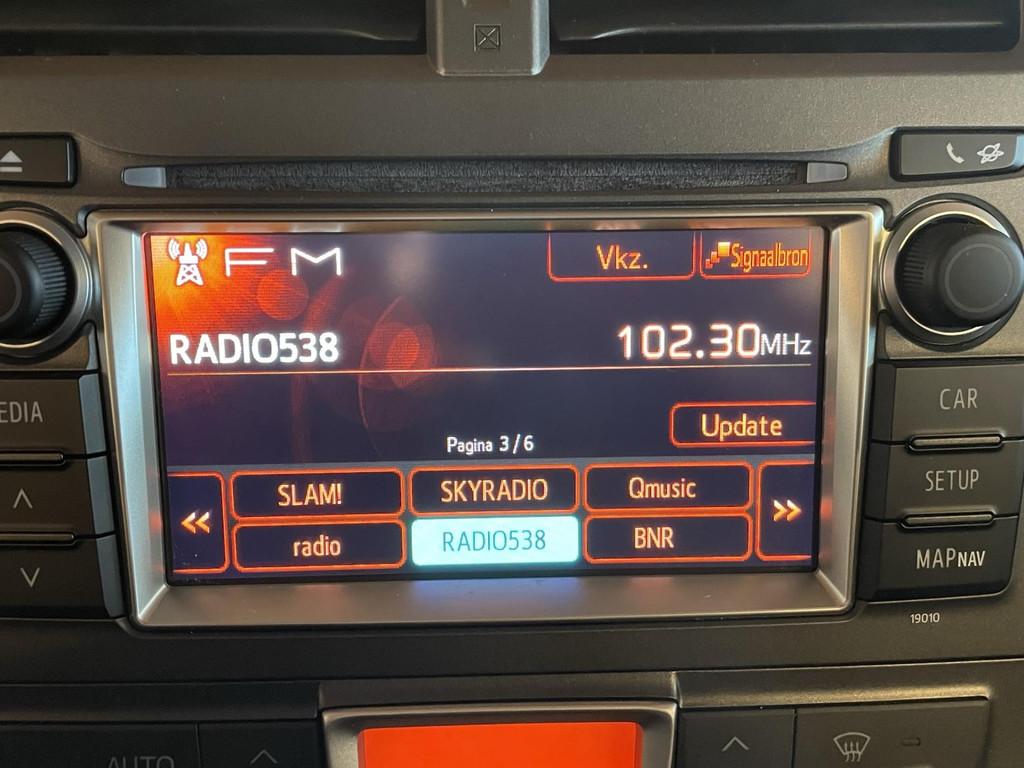 FM
Vkz.
Signaalbron
RADIO538
102.30MHz
EDIA
CAR
Update
Pagina 3/6
SETUP
SLAM!
SKYRADIO
Qmusic
radio
RADIO538
BNR
MAPNAV
19010
AUTO